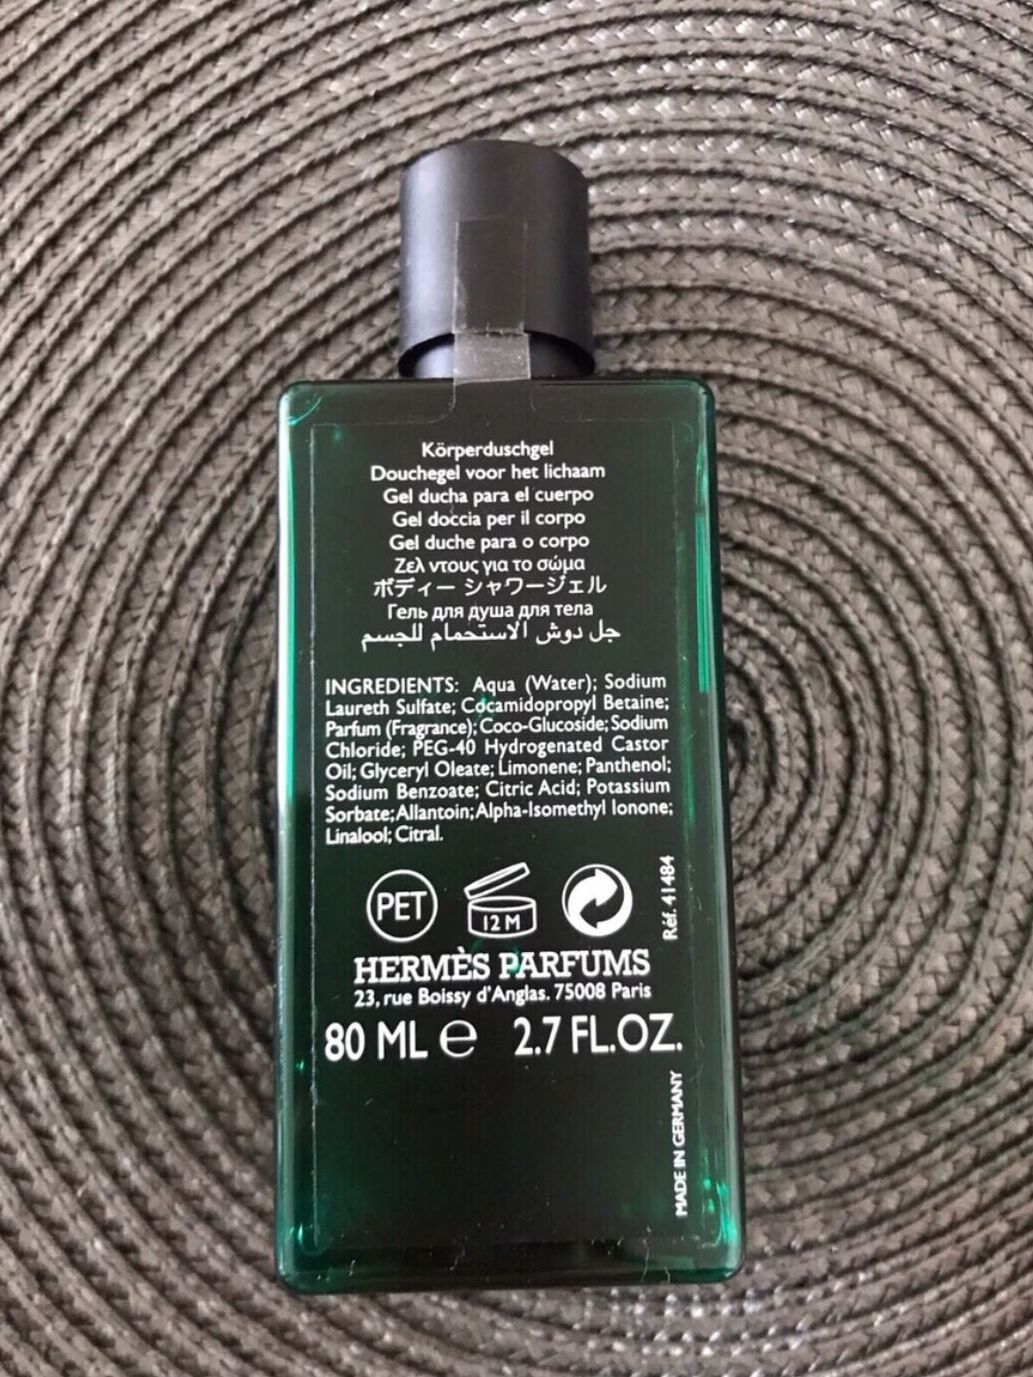 Körperduschgel
Douchegel voor het lichaam
Gel ducha para el cuerpo
Gel doccia per il corpo
Gel duche para o corpo
Ζελ ντους για το σώμα
ボディー シャワージェル
Гель для душа для тела
جل دوش الاستحمام للجسم
INGREDIENTS: Aqua (Water); Sodium
Laureth Sulfate; Cocamidopropyl Betaine;
Parfum (Fragrance); Coco-Glucoside; Sodium
Chloride; PEG-40 Hydrogenated Castor
Oil; Glyceryl Oleate; Limonene; Panthenol;
Sodium Benzoate; Citric Acid; Potassium
Sorbate; Allantoin; Alpha-Isomethyl Ionone;
Linalool; Citral.
PET
12 M
Réf. 41484
HERMÈS PARFUMS
23, rue Boissy d'Anglas. 75008 Paris
80 ML e 2.7 FL.OZ.
MADE IN GERMANY